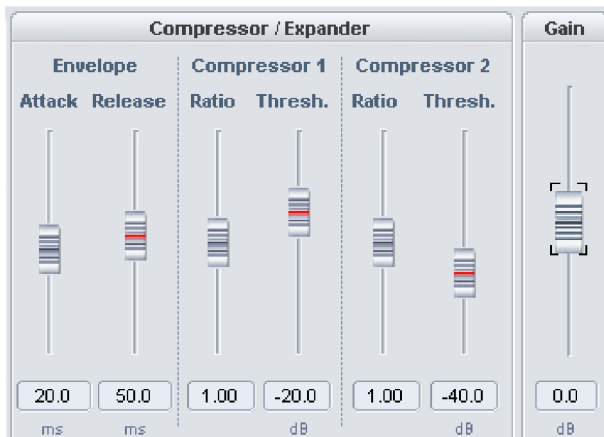 Compressor / Expander
Gain
Envelope
Compressor 1
Compressor 2
Attack Release
Ratio Thresh.
Ratio Thresh.
20.0 50.0 1.00 -20.0 1.00 -40.0 0.0
ms ms dB dB dB